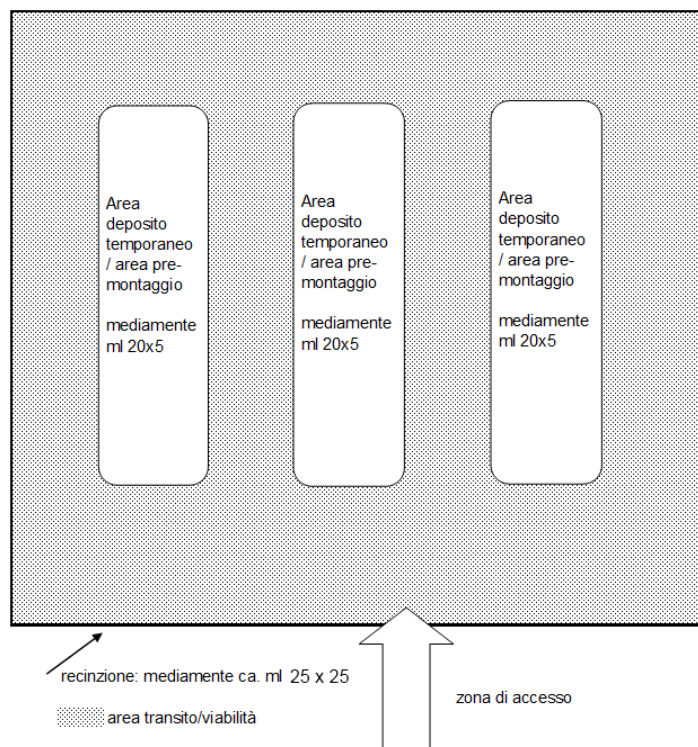 Area
deposito
temporaneo
/ area pre-
montaggio
mediamente
ml 20x5
Area
deposito
temporaneo
/ area pre-
montaggio
mediamente
ml 20x5
Area
deposito
temporaneo
/ area pre-
montaggio
mediamente
ml 20x5
recinzione: mediamente ca. ml 25 x 25
zona di accesso
area transito/viabilità